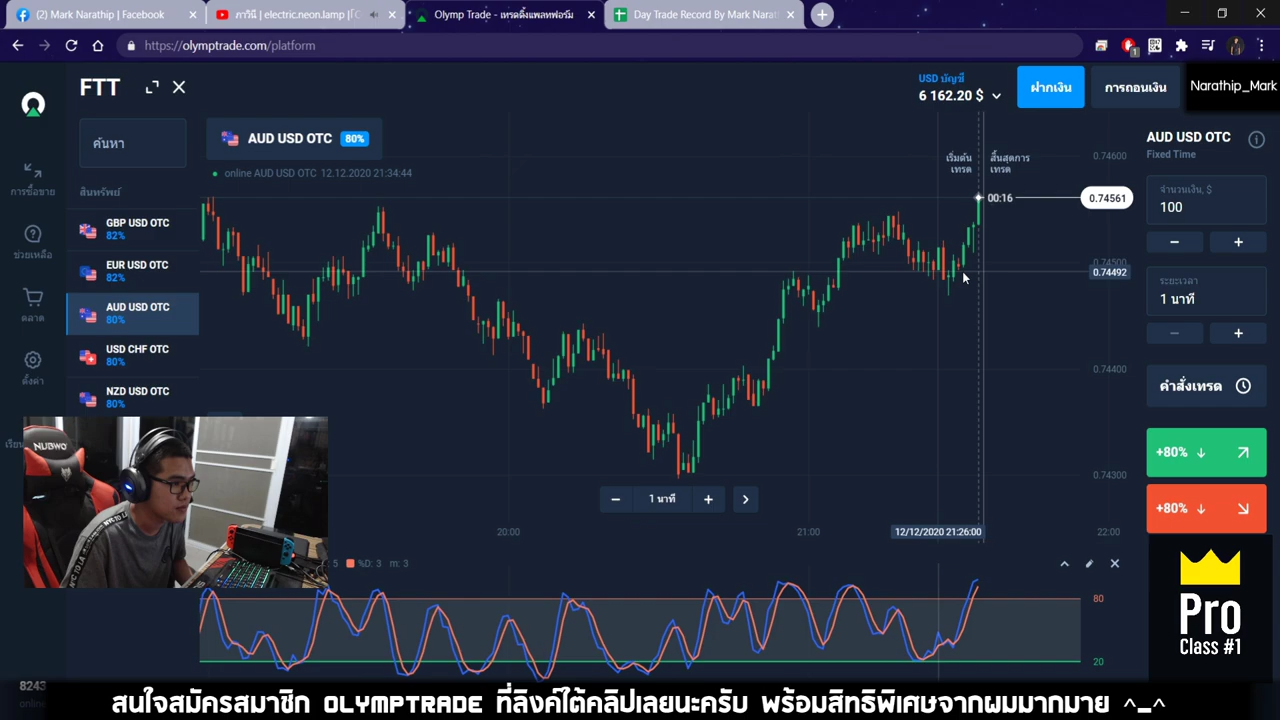 (2) Mark Narathip | Facebook
ภาวินี | electric.neon.lamp |
Olymp Trade - เทรดดิ้งแพลทฟอร์ม
Day Trade Record By Mark Narat
https://olymptrade.com/platform
FTT
USD บัญชี
6 162.20 $
ฝากเงิน
การถอนเงิน
Narathip_Mark
ค้นหา
AUD USD OTC 80%
online AUD USD OTC 12.12.2020 21:34:44
สินทรัพย์
GBP USD OTC
82%
EUR USD OTC
82%
AUD USD OTC
80%
USD CHF OTC
80%
NZD USD OTC
80%
การซื้อขาย
ช่วยเหลือ
ตลาด
ตั้งค่า
เริ่มต้น
เทรด
สิ้นสุดการ
เทรด
00:16
0.74600
0.74561
0.74500
0.74492
0.74400
0.74300
1 นาที
20:00
21:00
12/12/2020 21:26:00
22:00
AUD USD OTC
Fixed Time
จำนวนเงิน, $
100
ระยะเวลา
1 นาที
คำสั่งเทรด
+80%
+80%
NUBWO
: 5 %D: 3 m: 3
80
20
Pro
Class #1
8243
สนใจสมัครสมาชิก OLYMPTRADE ที่ลิงค์ใต้คลิปเลยนะครับ พร้อมสิทธิพิเศษจากผมมากมาย ^_^